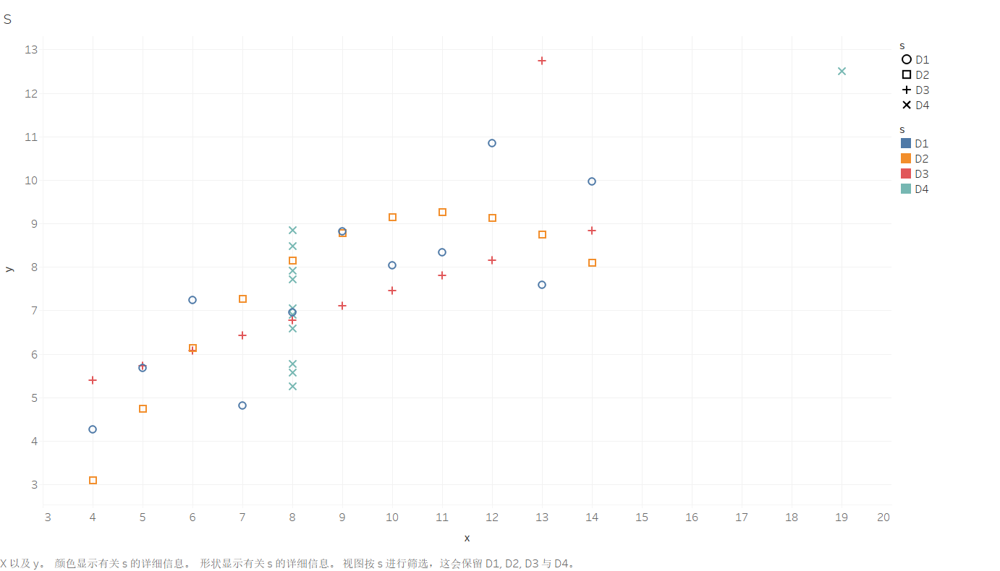 S
13
12
11
10
9
8
7
6
5
4
3
y
3 4 5 6 7 8 9 10 11 12 13 14 15 16 17 18 19 20
x
s
D1
D2
D3
D4
s
D1
D2
D3
D4
X 以及 y。 颜色显示有关 s 的详细信息。 形状显示有关 s 的详细信息。 视图按 s 进行筛选，这会保留 D1, D2, D3 与 D4。